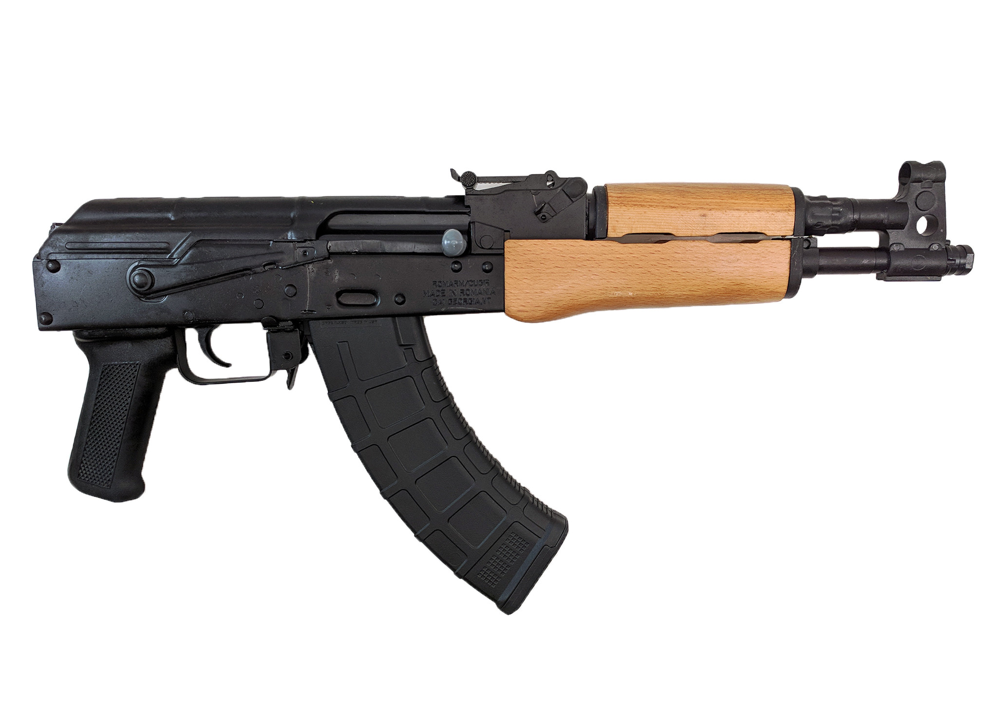 ROMARM/CUGIR
MADE IN ROMANIA
CAI GEORGIA, VT